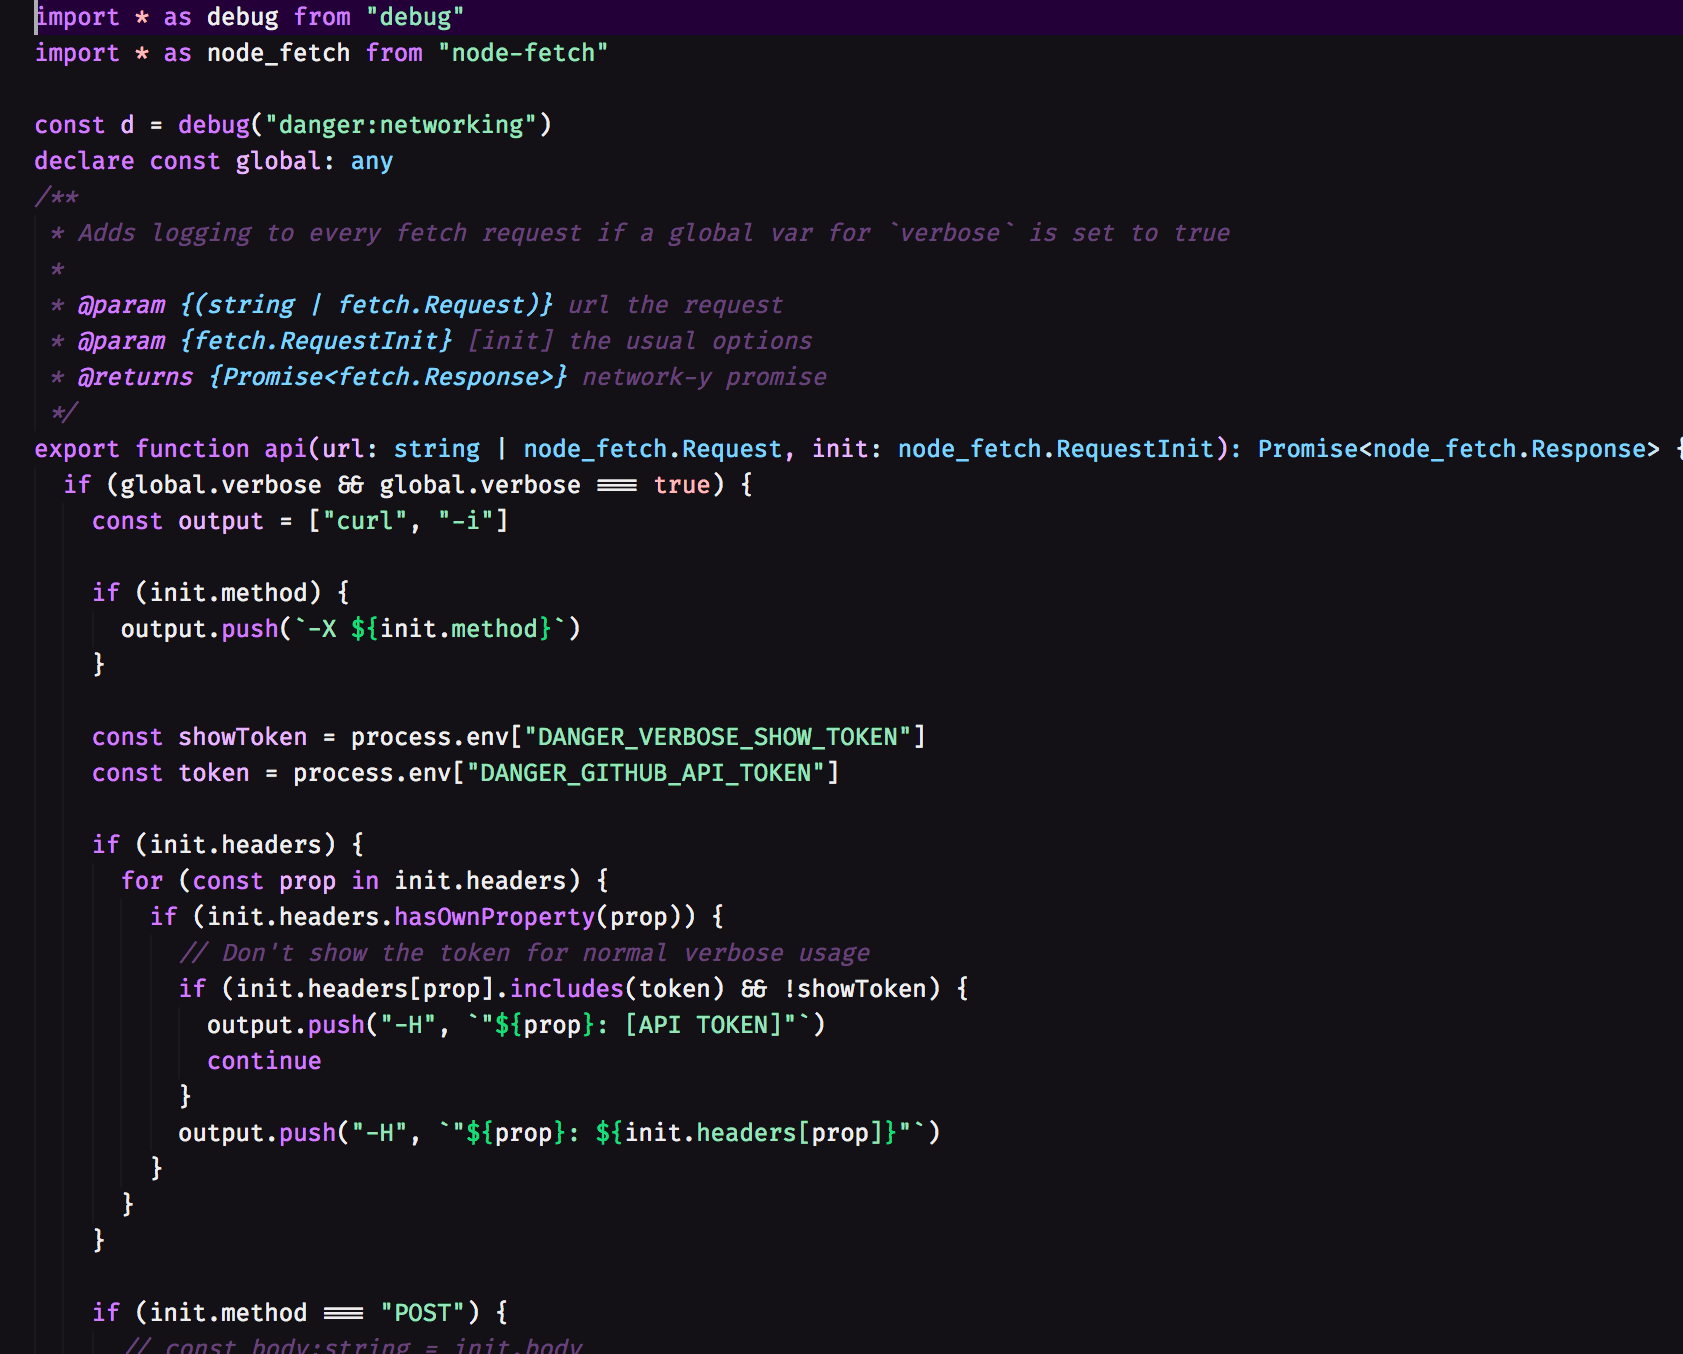 import * as debug from "debug"
import * as node_fetch from "node-fetch"
const d = debug("danger:networking")
declare const global: any
/**
* Adds logging to every fetch request if a global var for `verbose` is set to true
*
* @param {(string | fetch.Request)} url the request
* @param {fetch.RequestInit} [init] the usual options
* @returns {Promise<fetch.Response>} network-y promise
*/
export function api(url: string | node_fetch.Request, init: node_fetch.RequestInit): Promise<node_fetch.Response> {
if (global.verbose && global.verbose === true) {
const output = ["curl", "-i"]
if (init.method) {
output.push(`-X ${init.method}`)
}
const showToken = process.env["DANGER_VERBOSE_SHOW_TOKEN"]
const token = process.env["DANGER_GITHUB_API_TOKEN"]
if (init.headers) {
for (const prop in init.headers) {
if (init.headers.hasOwnProperty(prop)) {
// Don't show the token for normal verbose usage
if (init.headers[prop].includes(token) && !showToken) {
output.push("-H", `"${prop}: [API TOKEN]"`)
continue
}
output.push("-H", `"${prop}: ${init.headers[prop]}"`)
}
}
}
if (init.method === "POST") {
// const body:string = init.body